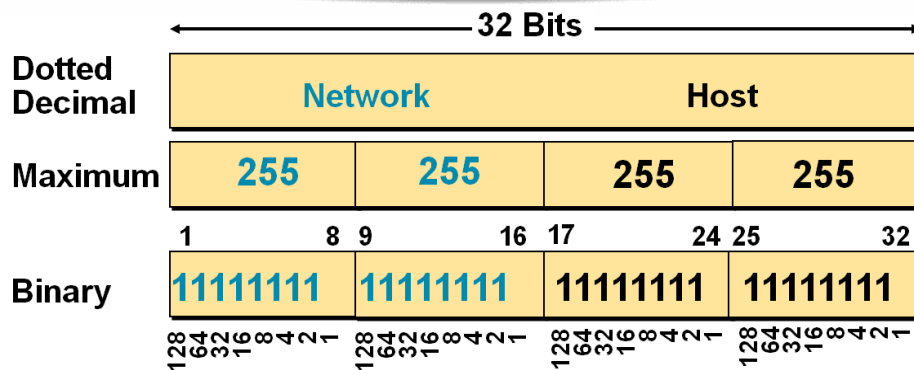 32 Bits
Dotted
Decimal
Network Host
Maximum 255 255 255 255
1 8 9 16 17 24 25 32
Binary 11111111 11111111 11111111 11111111
128 64 32 16 8 4 2 1 128 64 32 16 8 4 2 1 128 64 32 16 8 4 2 1 128 64 32 16 8 4 2 1